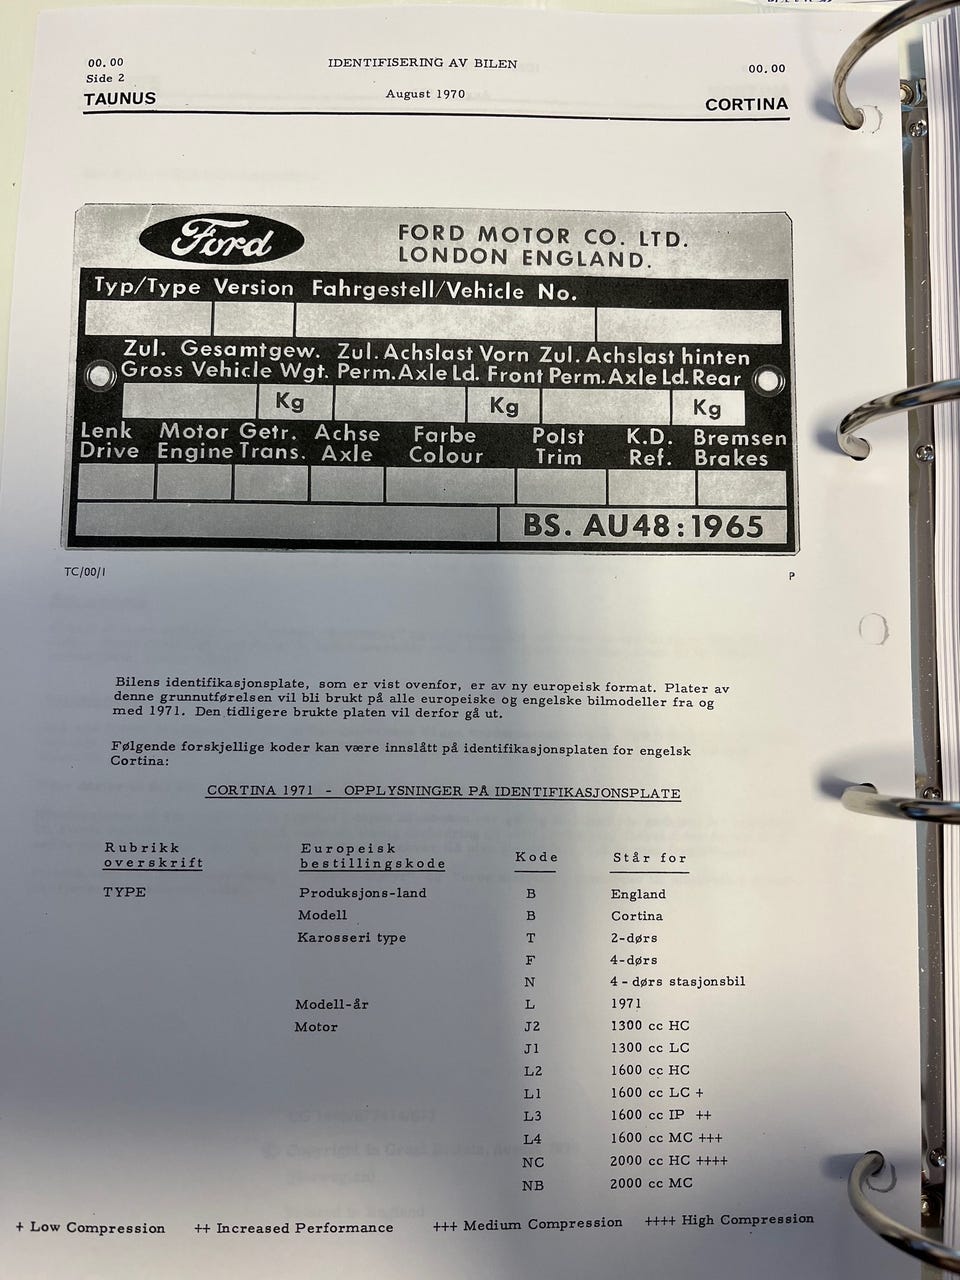 00.00 IDENTIFISERING AV BILEN 00.00
Side 2
TAUNUS August 1970 CORTINA
Ford FORD MOTOR CO. LTD.
LONDON ENGLAND.
Typ/Type Version Fahrgestell/Vehicle No.
Zul. Gesamtgew. Zul. Achslast Vorn Zul. Achslast hinten
Gross Vehicle Wgt. Perm. Axle Ld. Front Perm. Axle Ld. Rear
Kg Kg Kg
Lenk Motor Getr. Achse Farbe Polst K.D. Bremsen
Drive Engine Trans. Axle Colour Trim Ref. Brakes
BS. AU48:1965
TC/00/1 P
Bilens identifikasjonsplate, som er vist ovenfor, er av ny europeisk format. Plater av
denne grunnutførelsen vil bli brukt på alle europeiske og engelske bilmodeller fra og
med 1971. Den tidligere brukte platen vil derfor gå ut.
Følgende forskjellige koder kan være innslått på identifikasjonsplaten for engelsk
Cortina:
CORTINA 1971 - OPPLYSNINGER PÅ IDENTIFIKASJONSPLATE
Rubrikk Europeisk
overskrift bestillingskode Kode Står for
TYPE Produksjons-land B England
Modell B Cortina
Karosseri type T 2-dørs
F 4-dørs
N 4-dørs stasjonsbil
Modell-år L 1971
Motor J2 1300 cc HC
J1 1300 cc LC
L2 1600 cc HC
L1 1600 cc LC +
L3 1600 cc IP ++
L4 1600 cc MC +++
NC 2000 cc HC ++++
NB 2000 cc MC
+ Low Compression ++ Increased Performance +++ Medium Compression ++++ High Compression